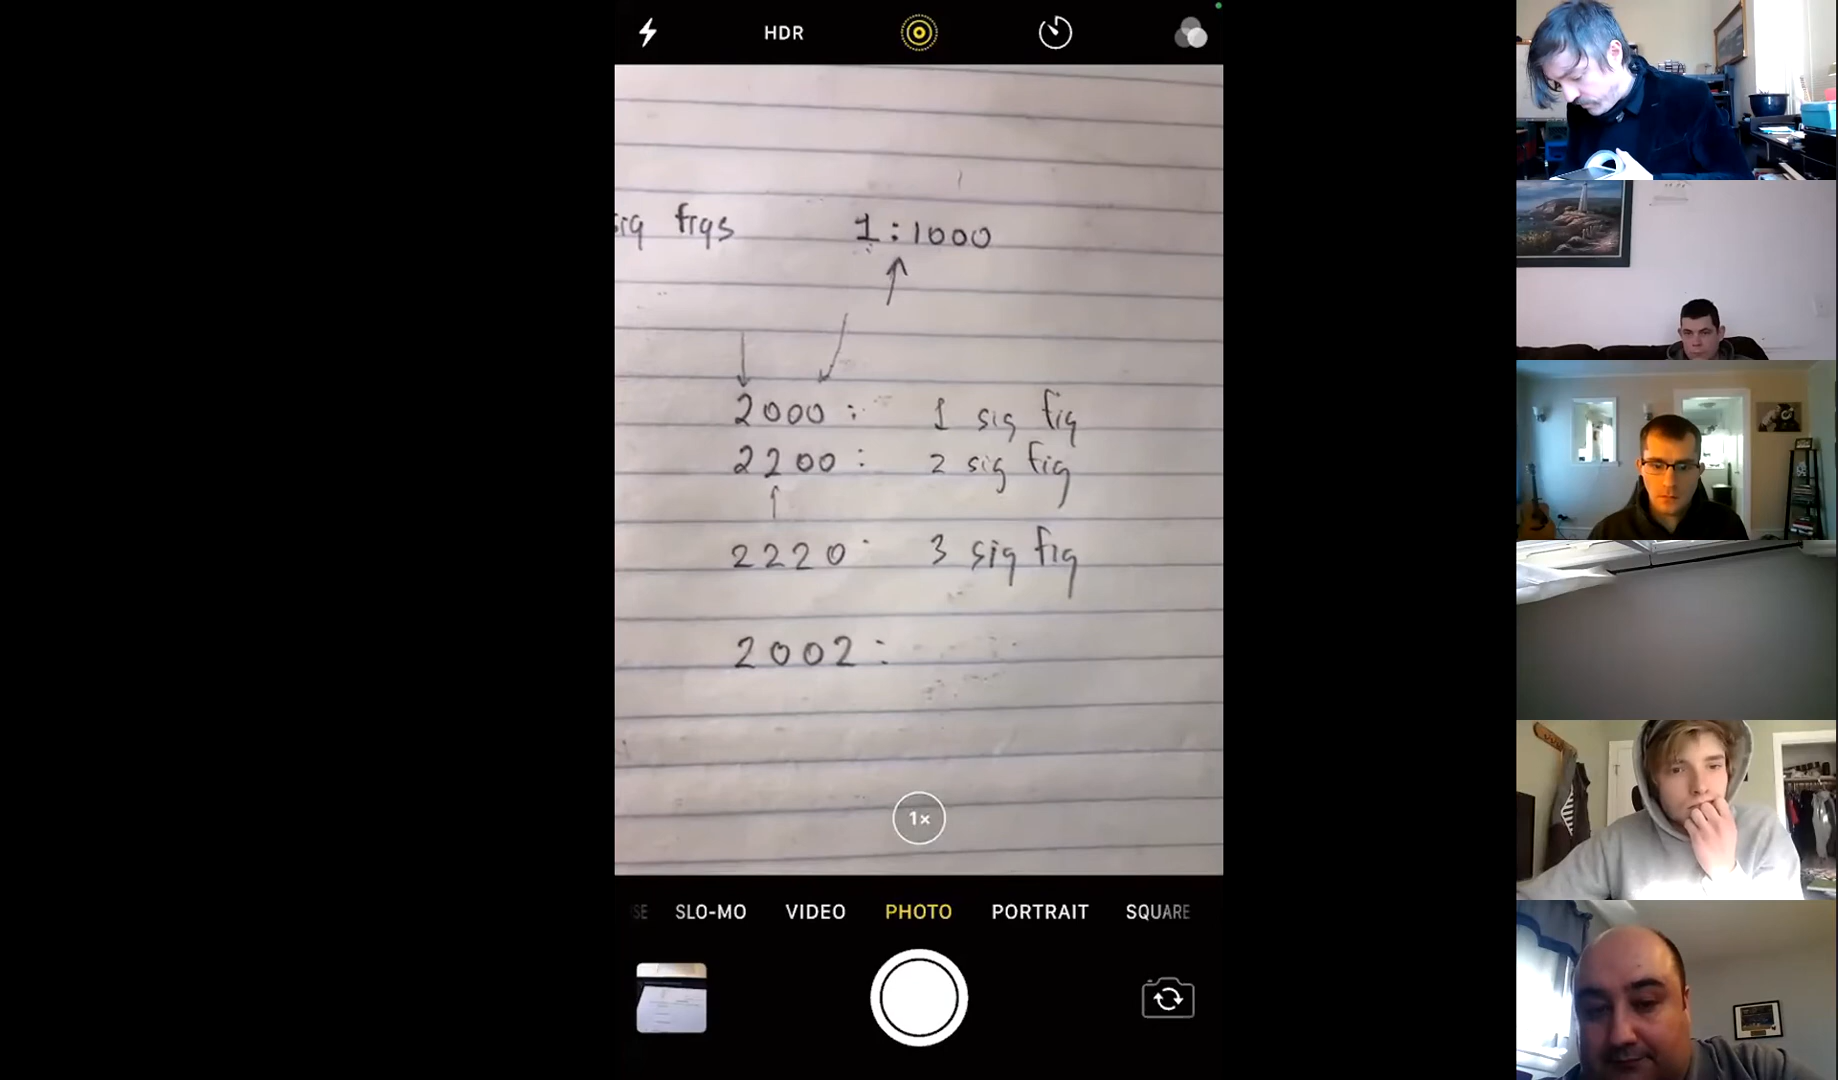 HDR
sig figs 1:1000
2000: 1 sig fig
2200: 2 sig fig
2220: 3 sig fig
2002:
1×
SE SLO-MO VIDEO PHOTO PORTRAIT SQUARE